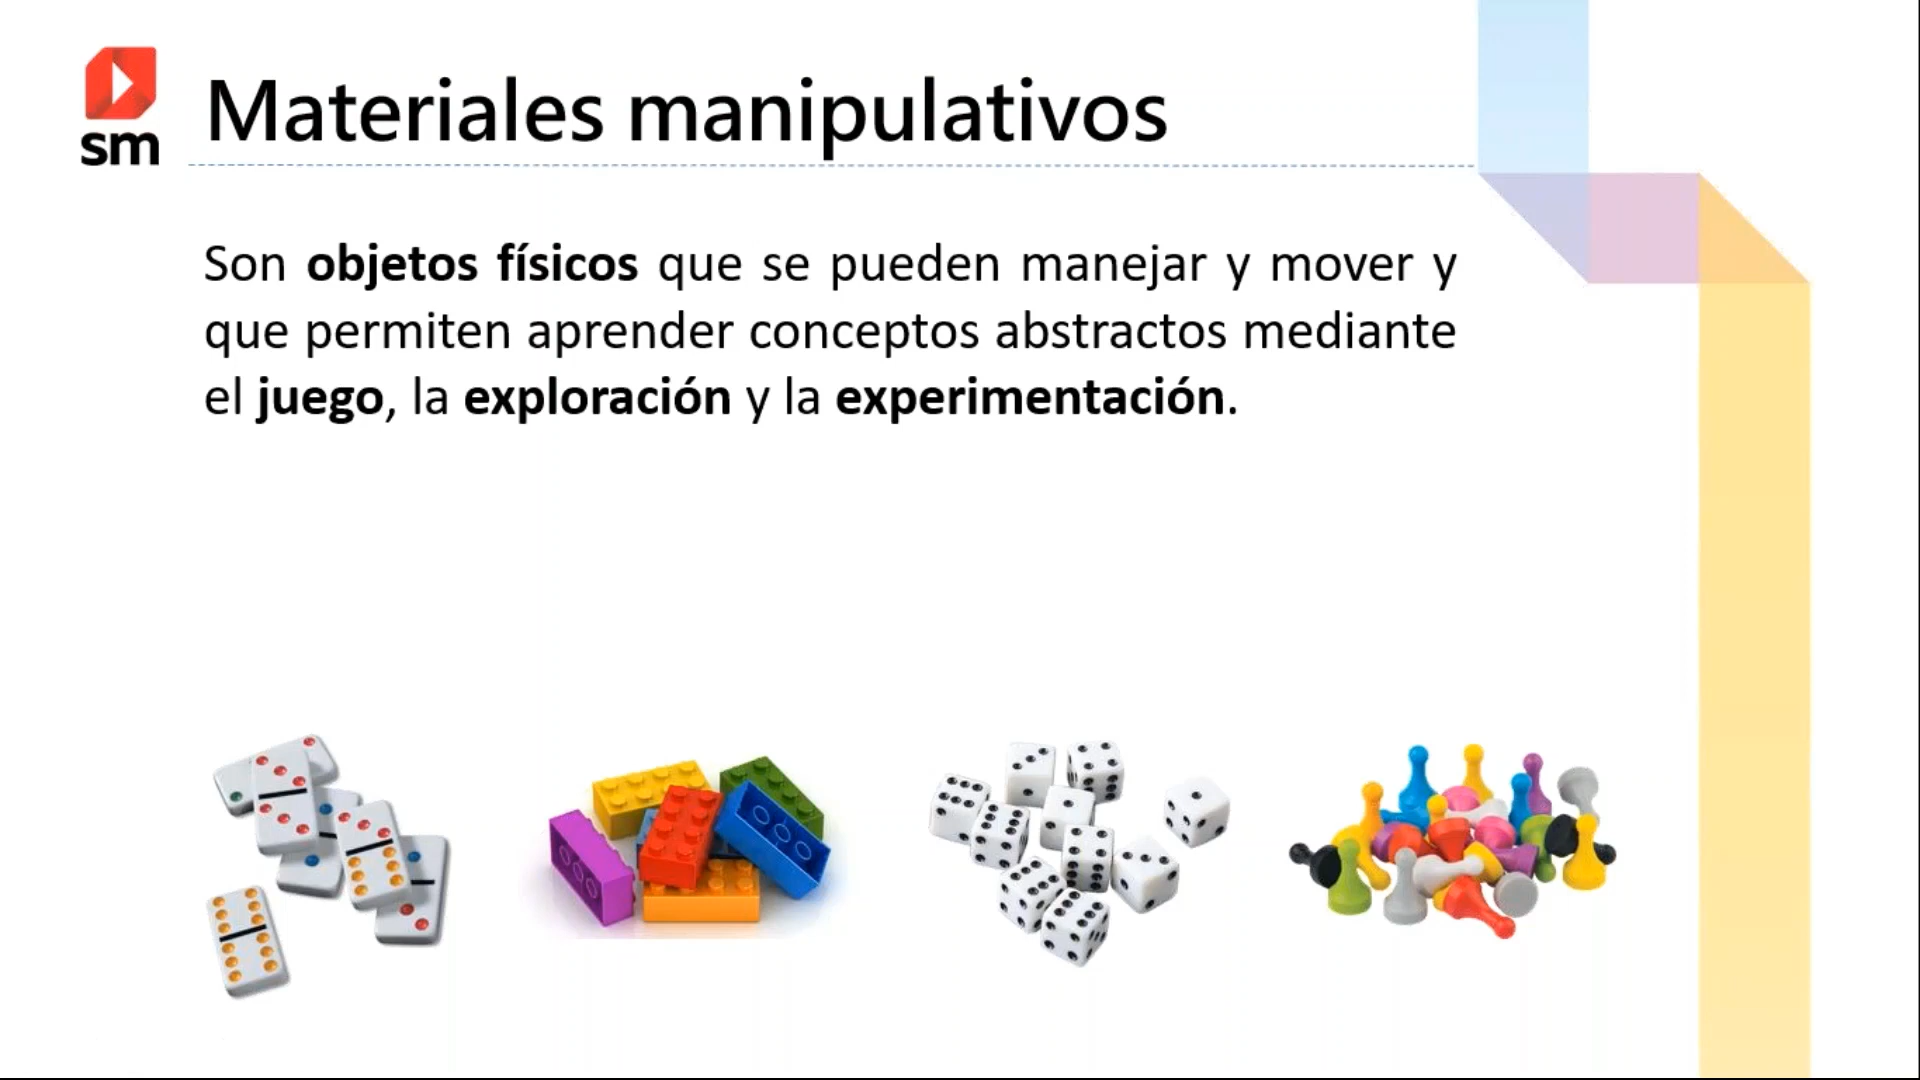 sm
Materiales manipulativos
Son objetos físicos que se pueden manejar y mover y
que permiten aprender conceptos abstractos mediante
el juego, la exploración y la experimentación.